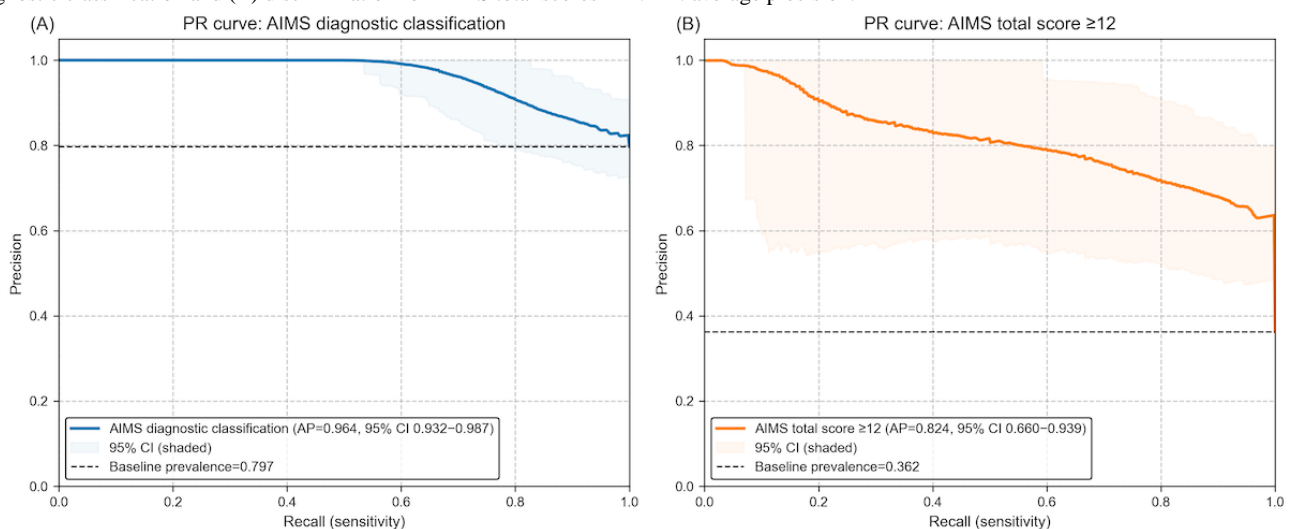 (A) PR curve: AIMS diagnostic classification
1.0
0.8
0.6
0.4
0.2
0.0
Precision
AIMS diagnostic classification (AP=0.964, 95% CI 0.932−0.987)
95% CI (shaded)
Baseline prevalence=0.797
0.0 0.2 0.4 0.6 0.8 1.0
Recall (sensitivity)
(B) PR curve: AIMS total score ≥12
1.0
0.8
0.6
0.4
0.2
0.0
Precision
AIMS total score ≥12 (AP=0.824, 95% CI 0.660−0.939)
95% CI (shaded)
Baseline prevalence=0.362
0.0 0.2 0.4 0.6 0.8 1.0
Recall (sensitivity)